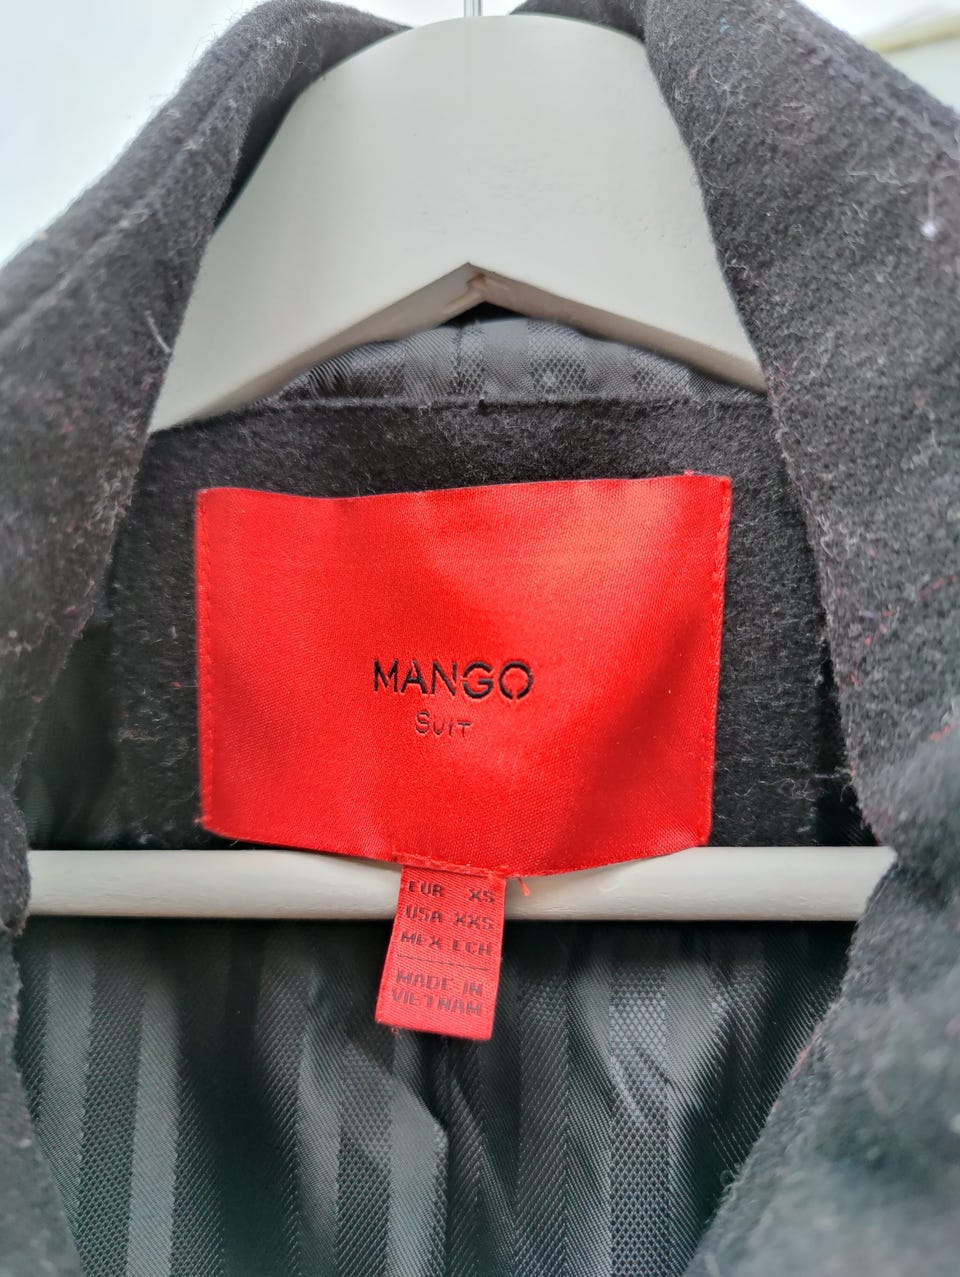 MANGO
SUIT
EUR XS
USA XXS
MEX ECH
MADE IN
VIETNAM